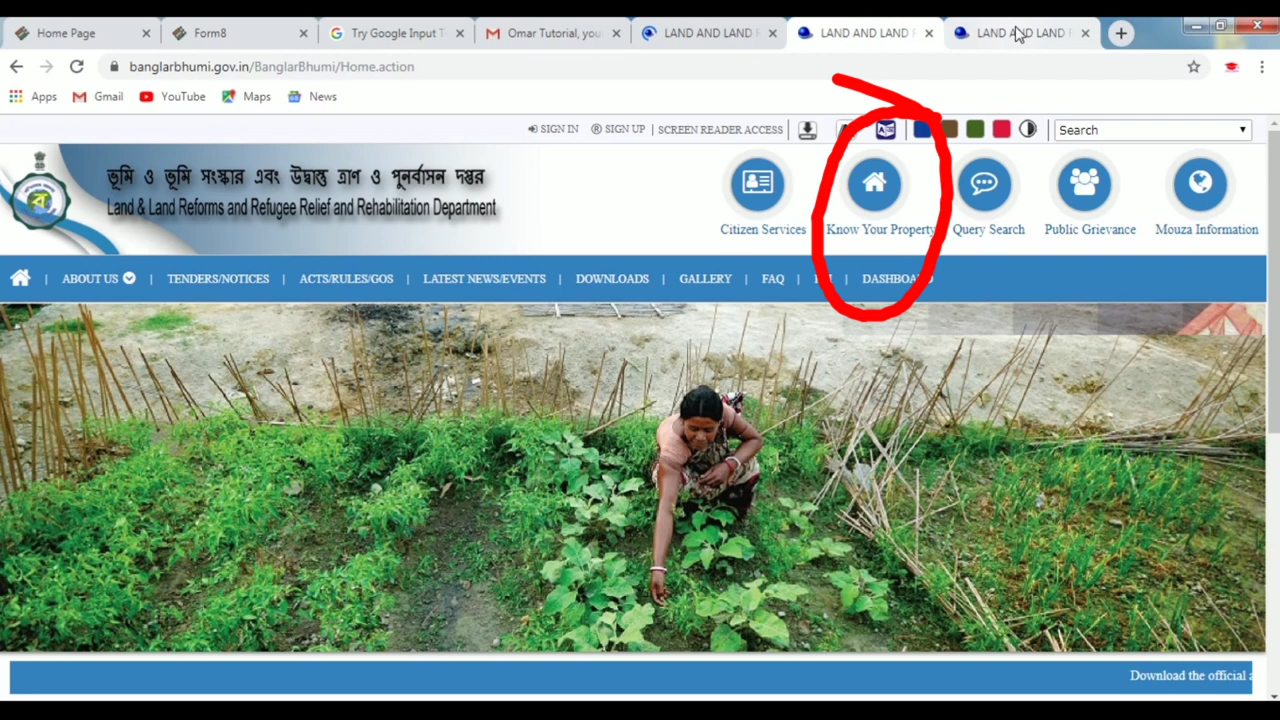 Home Page
Form8
Try Google Input T
Omar Tutorial, you
LAND AND LAND
LAND AND LAND
LAND AND LAND
banglarbhumi.gov.in/BanglarBhumi/Home.action
Apps Gmail YouTube Maps News
SIGN IN SIGN UP | SCREEN READER ACCESS Search
ভূমি ও ভূমি সংস্কার এবং উদ্বাস্তু ত্রাণ ও পূনর্বাসন দপ্তর
Land & Land Reforms and Refugee Relief and Rehabilitation Department
Citizen Services Know Your Property Query Search Public Grievance Mouza Information
ABOUT US | TENDERS/NOTICES | ACTS/RULES/GOS | LATEST NEWS/EVENTS | DOWNLOADS | GALLERY | FAQ | | DASHBOARD
Download the official